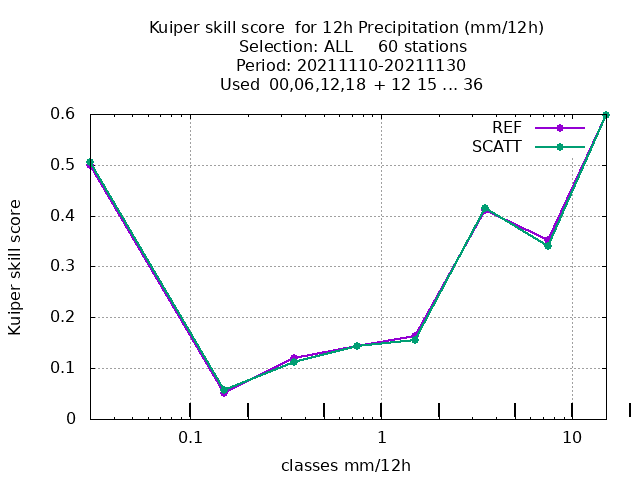 Kuiper skill score  for 12h Precipitation (mm/12h)
Selection: ALL     60 stations
Period: 20211110-20211130
Used  00,06,12,18  + 12 15 ... 36
REF
SCATT
Kuiper skill score
0.6
0.5
0.4
0.3
0.2
0.1
0
0.1
1
10
classes mm/12h